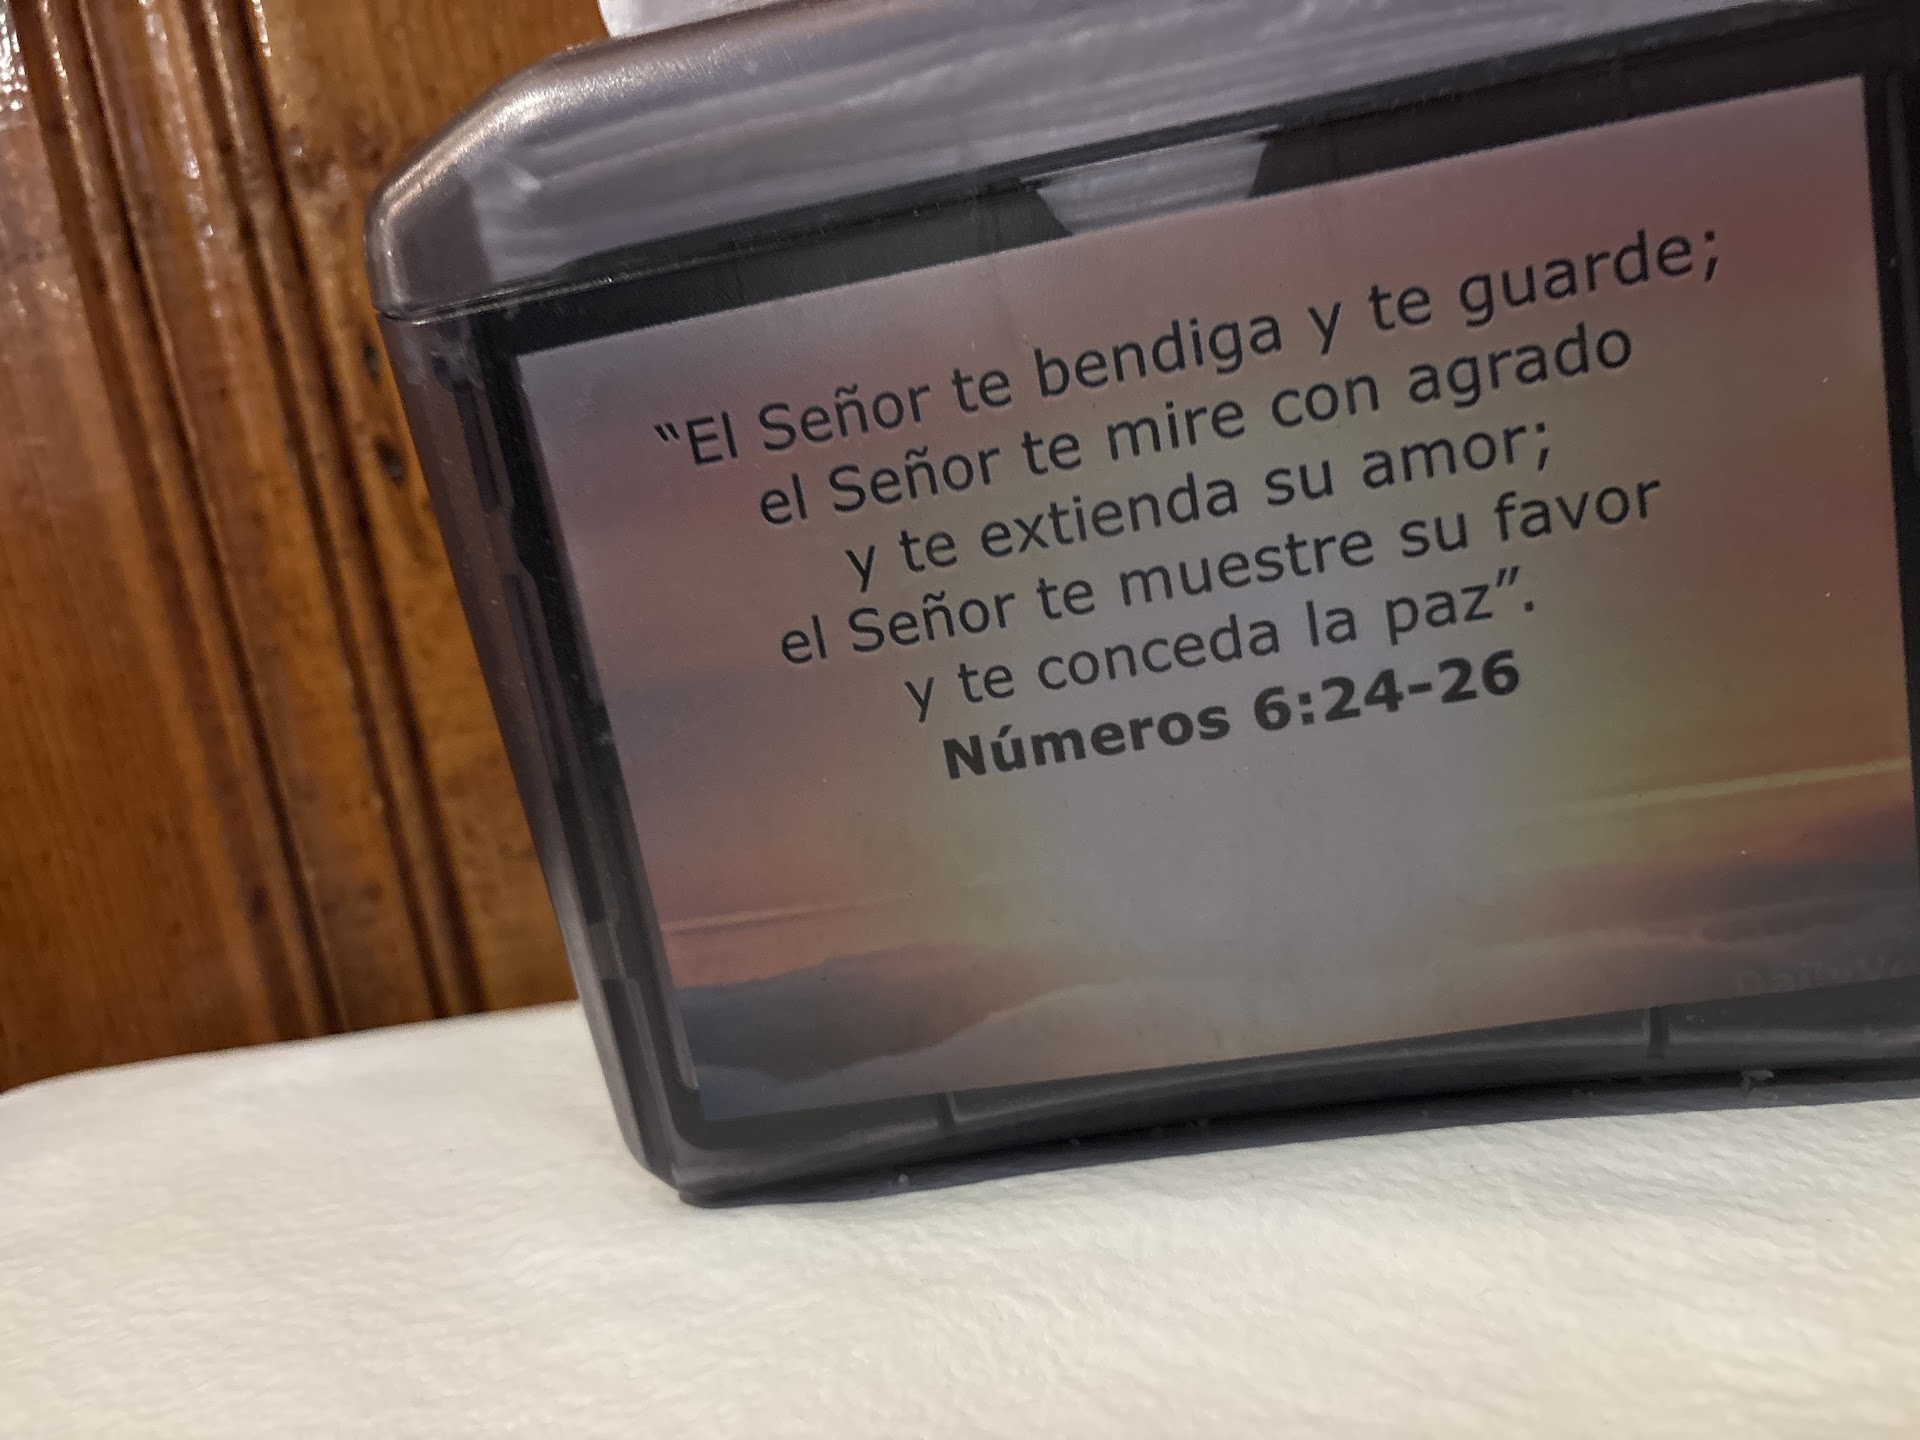 “El Señor te bendiga y te guarde;
el Señor te mire con agrado
y te extienda su amor;
el Señor te muestre su favor
y te conceda la paz”.
Números 6:24-26